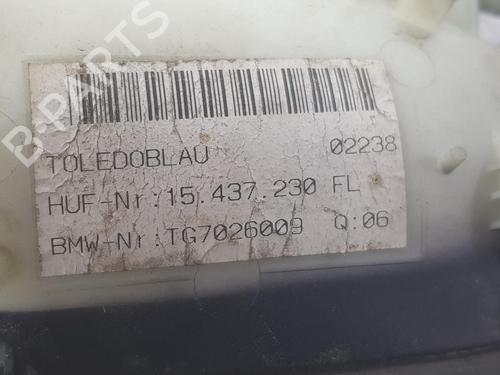 TOLEDOBLAU 02238
HUF-Nr:15.437.230 FL
BMW-Nr:TG7026009 Q:06
B-PARTS